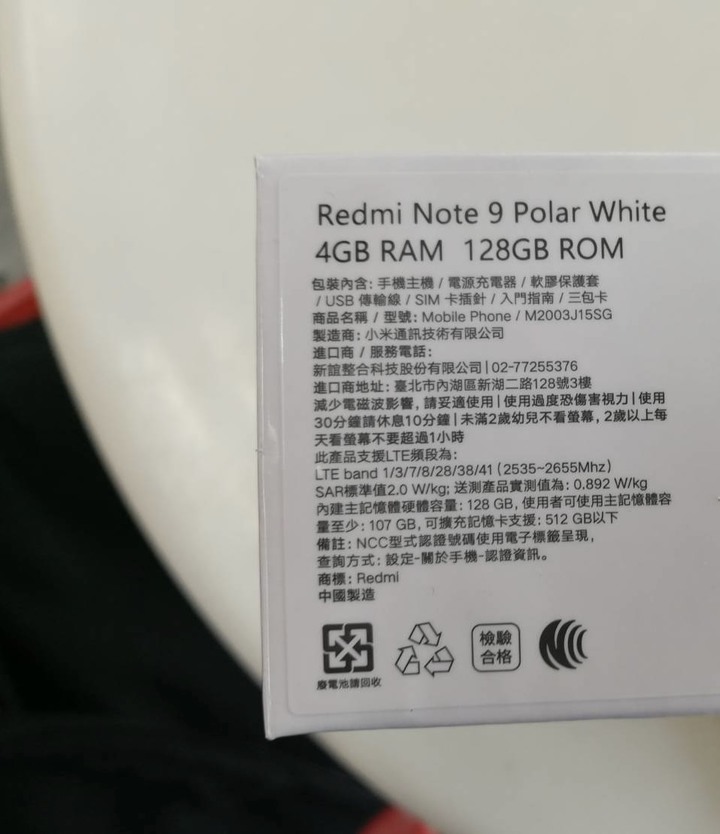 Redmi Note 9 Polar White
4GB RAM 128GB ROM
包裝內含: 手機主機 / 電源充電器 / 軟膠保護套
/ USB 傳輸線 / SIM 卡插針 / 入門指南 / 三包卡
商品名稱 / 型號: Mobile Phone / M2003J15SG
製造商: 小米通訊技術有限公司
進口商 / 服務電話:
新誼整合科技股份有限公司 | 02-77255376
進口商地址: 臺北市內湖區新湖二路128號3樓
減少電磁波影響, 請妥適使用 | 使用過度恐傷害視力 | 使用
30分鐘請休息10分鐘 | 未滿2歲幼兒不看螢幕, 2歲以上每
天看螢幕不要超過1小時
此產品支援LTE頻段為:
LTE band 1/3/7/8/28/38/41 (2535~2655Mhz)
SAR標準值2.0 W/kg; 送測產品實測值為: 0.892 W/kg
內建主記憶體硬體容量: 128 GB, 使用者可使用主記憶體容
量至少: 107 GB, 可擴充記憶卡支援: 512 GB以下
備註: NCC型式認證號碼使用電子標籤呈現,
查詢方式: 設定-關於手機-認證資訊。
商標: Redmi
中國製造
檢驗
合格
廢電池請回收